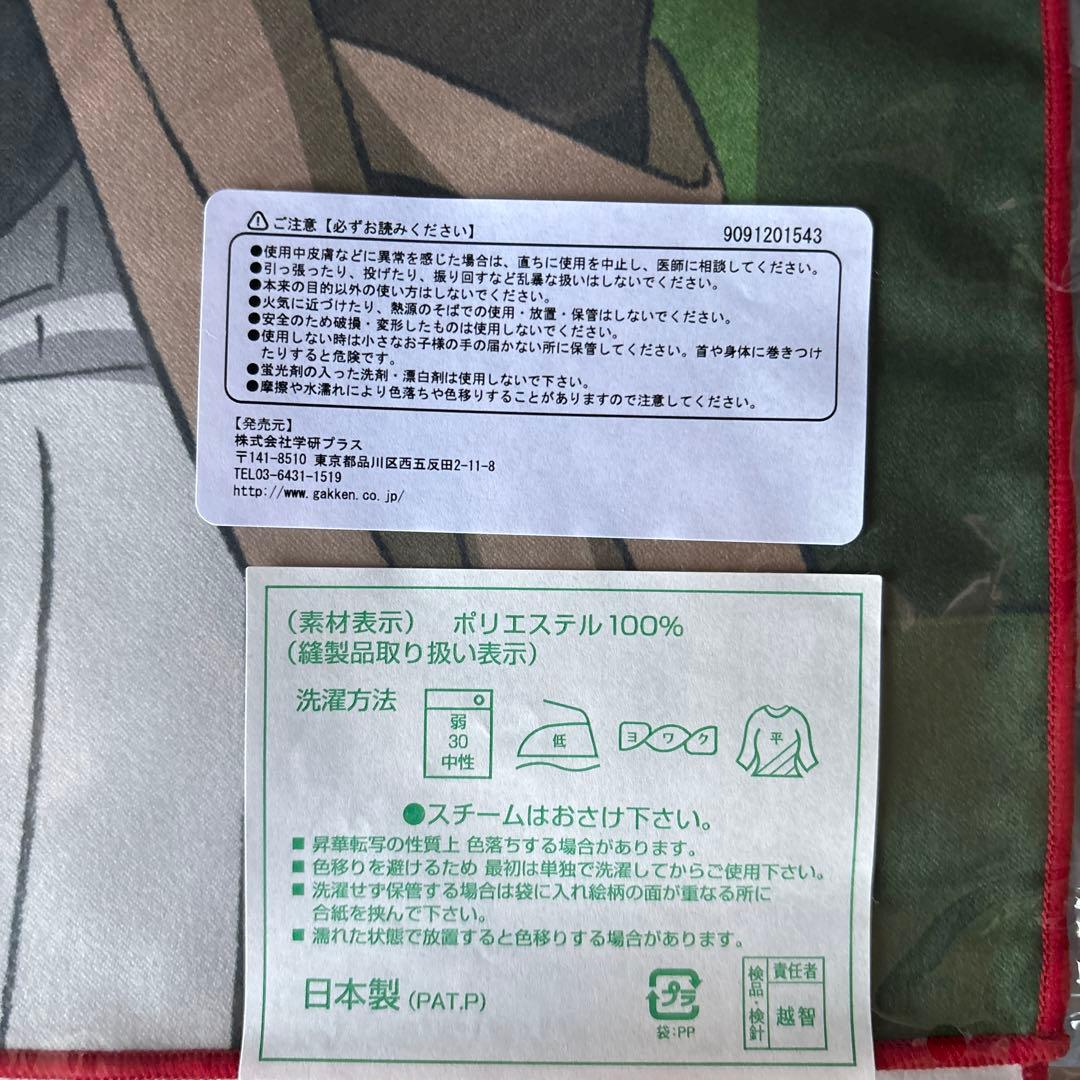 ご注意【必ずお読みください】
9091201543
●使用中皮膚などに異常を感じた場合は、直ちに使用を中止し、医師に相談してください。
●引っ張ったり、投げたり、振り回すなど乱暴な扱いはしないでください。
●本来の目的以外の使い方はしないでください。
●火気に近づけたり、熱源のそばでの使用・放置・保管はしないでください。
●安全のため破損・変形したものは使用しないでください。
●使用しない時は小さなお子様の手の届かない所に保管してください。首や身体に巻きつけ
たりすると危険です。
●蛍光剤の入った洗剤・漂白剤は使用しないで下さい。
●摩擦や水濡れにより色落ちや色移りすることがありますので注意してください。
【発売元】
株式会社学研プラス
〒141-8510 東京都品川区西五反田2-11-8
TEL03-6431-1519
http://www.gakken.co.jp/
(素材表示) ポリエステル100%
(縫製品取り扱い表示)
洗濯方法
弱
30
中性
低
ヨワク
平
●スチームはおさけ下さい。
■ 昇華転写の性質上 色落ちする場合があります。
■ 色移りを避けるため 最初は単独で洗濯してからご使用下さい。
■ 洗濯せず保管する場合は袋に入れ絵柄の面が重なる所に
合紙を挟んで下さい。
■ 濡れた状態で放置すると色移りする場合があります。
日本製 (PAT.P)
プラ
袋:PP
検品・検針
責任者
越智